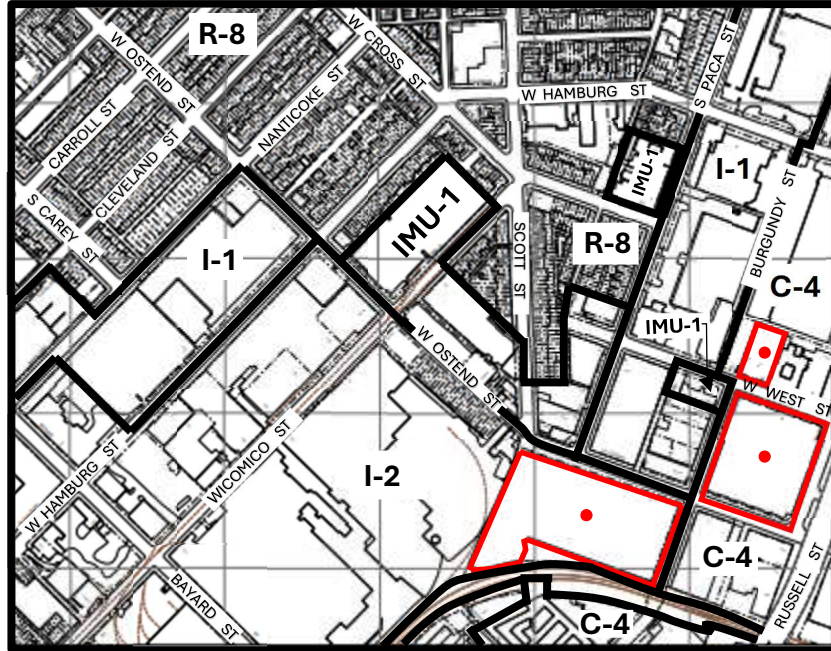 R-8
W CROSS ST
S PACA ST
W OSTEND ST
W HAMBURG ST
NANTICOKE ST
CARROLL ST
CLEVELAND ST
IMU-1
I-1
S CAREY ST
IMU-1
BURGUNDY ST
SCOTT ST
R-8
I-1
C-4
IMU-1
W OSTEND ST
W WEST ST
W HAMBURG ST
WICOMICO ST
I-2
C-4
BAYARD ST
RUSSELL ST
C-4